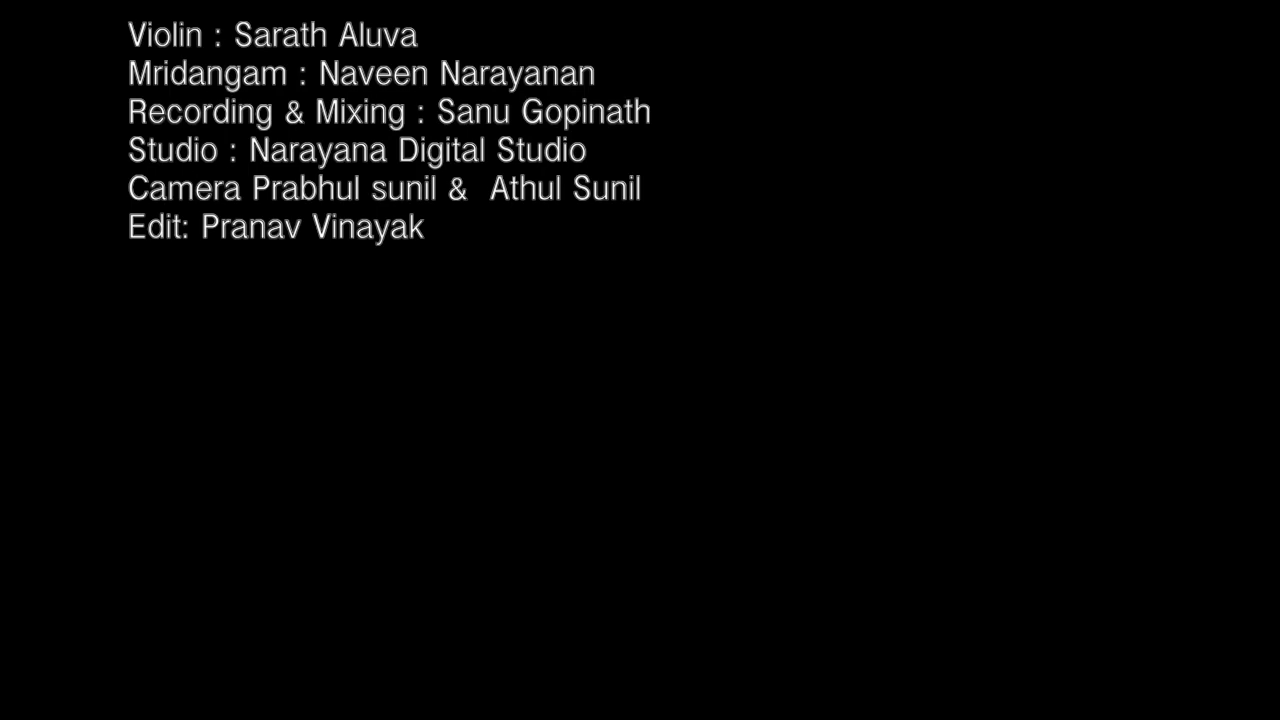 Violin : Sarath Aluva
Mridangam : Naveen Narayanan
Recording & Mixing : Sanu Gopinath
Studio : Narayana Digital Studio
Camera Prabhul sunil &  Athul Sunil
Edit: Pranav Vinayak